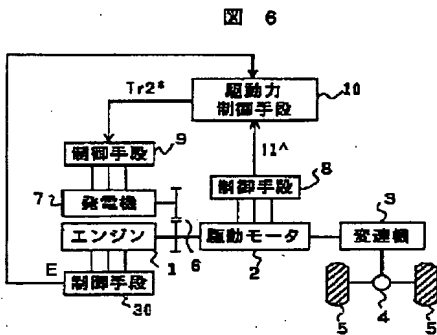 図 6
駆動力
制御手段
10
Tr2*
制御手段
9
I1^
発電機
7
制御手段
8
エンジン
1
6
駆動モータ
2
変速機
3
E
制御手段
30
4
5
5